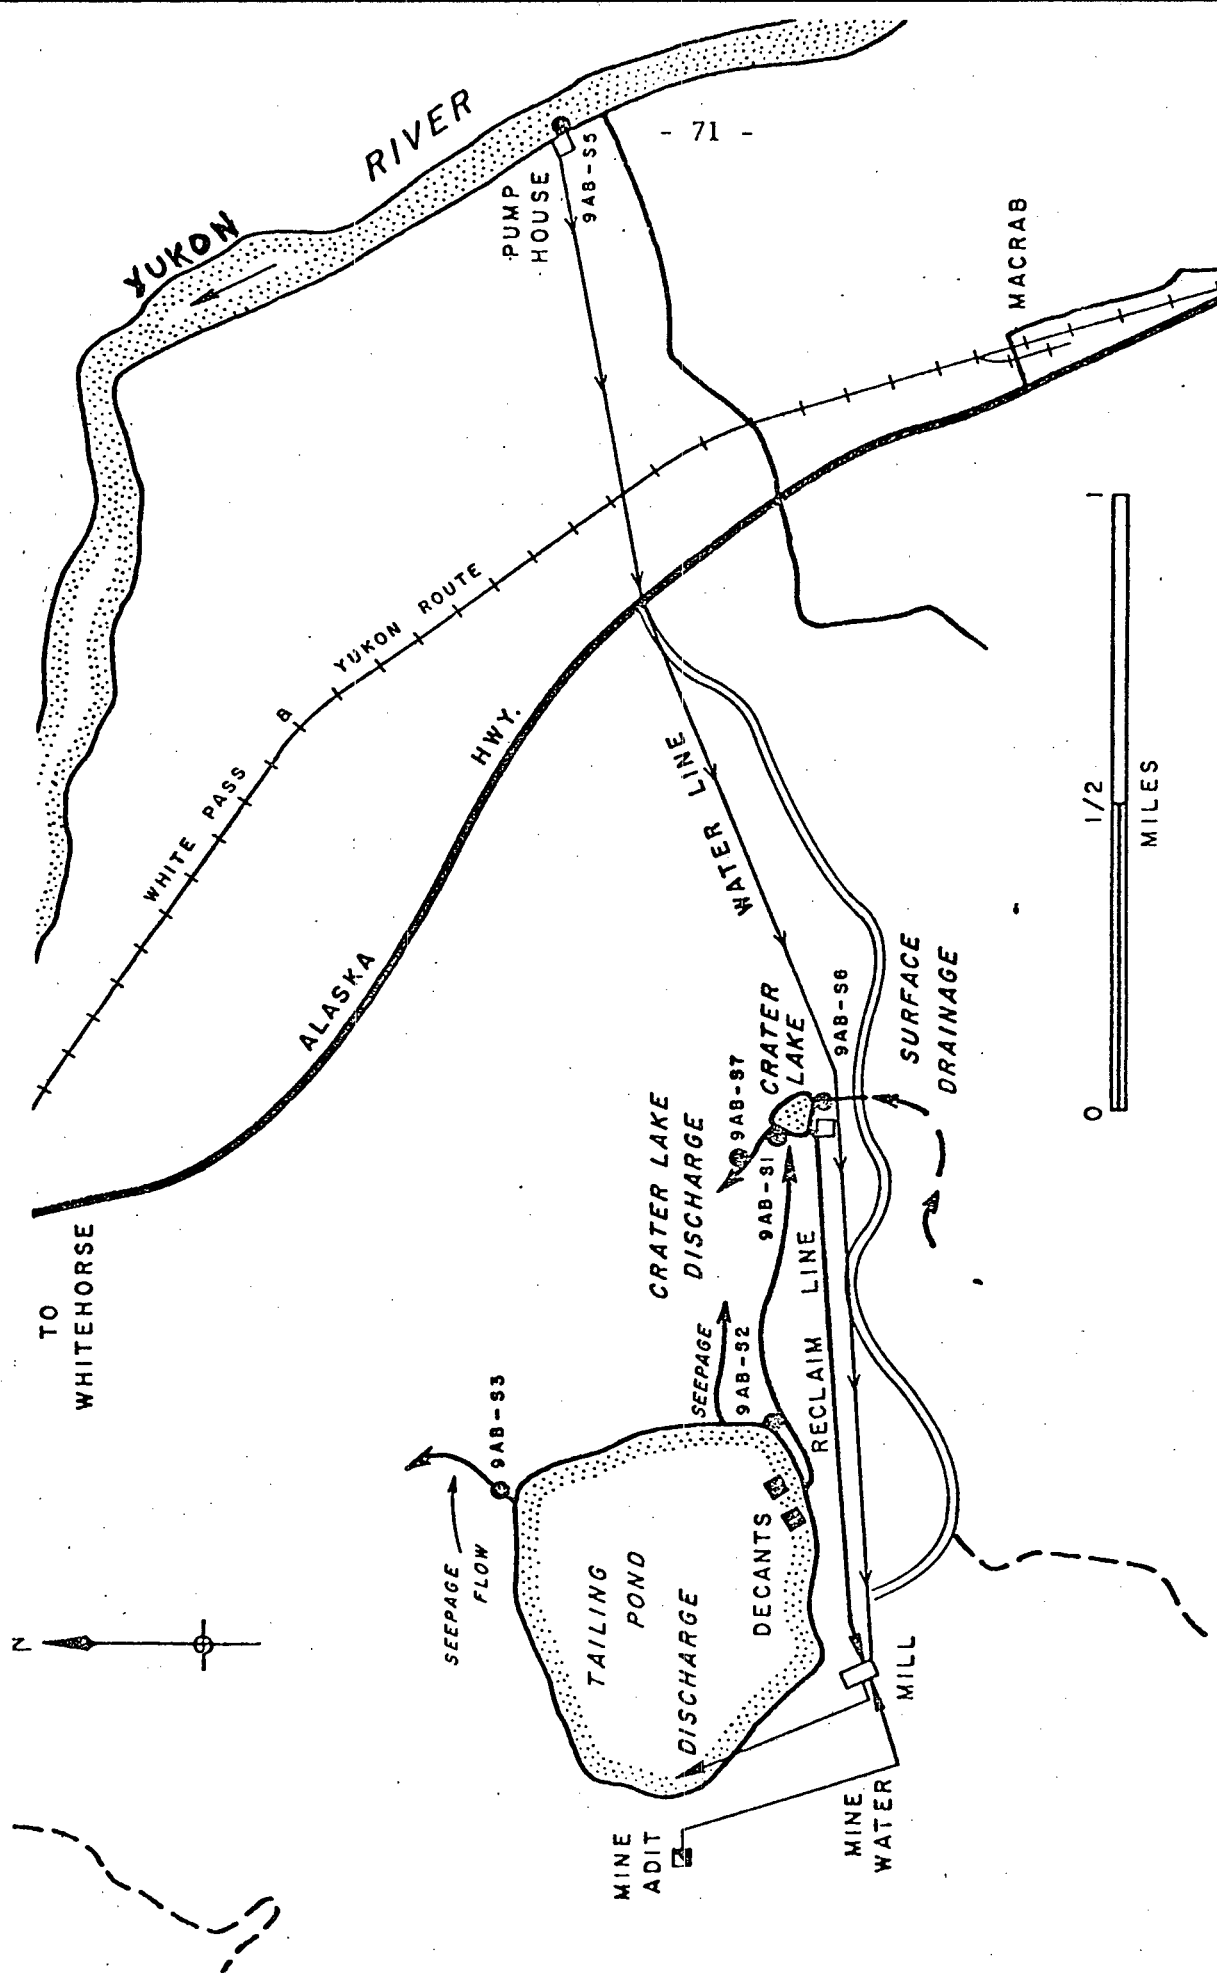 - 71 -
YUKON
RIVER
PUMP
HOUSE
9AB-S5
MACRAB
WHITE PASS & YUKON ROUTE
ALASKA HWY.
WATER LINE
TO
WHITEHORSE
CRATER LAKE
DISCHARGE
9AB-S7
CRATER
LAKE
9AB-S6
9AB-S1
SURFACE
DRAINAGE
SEEPAGE
9AB-S2
RECLAIM LINE
9AB-S3
SEEPAGE
FLOW
TAILING
POND
DISCHARGE
DECANTS
MILL
MINE
WATER
MINE
ADIT
N
0 1/2 1
MILES